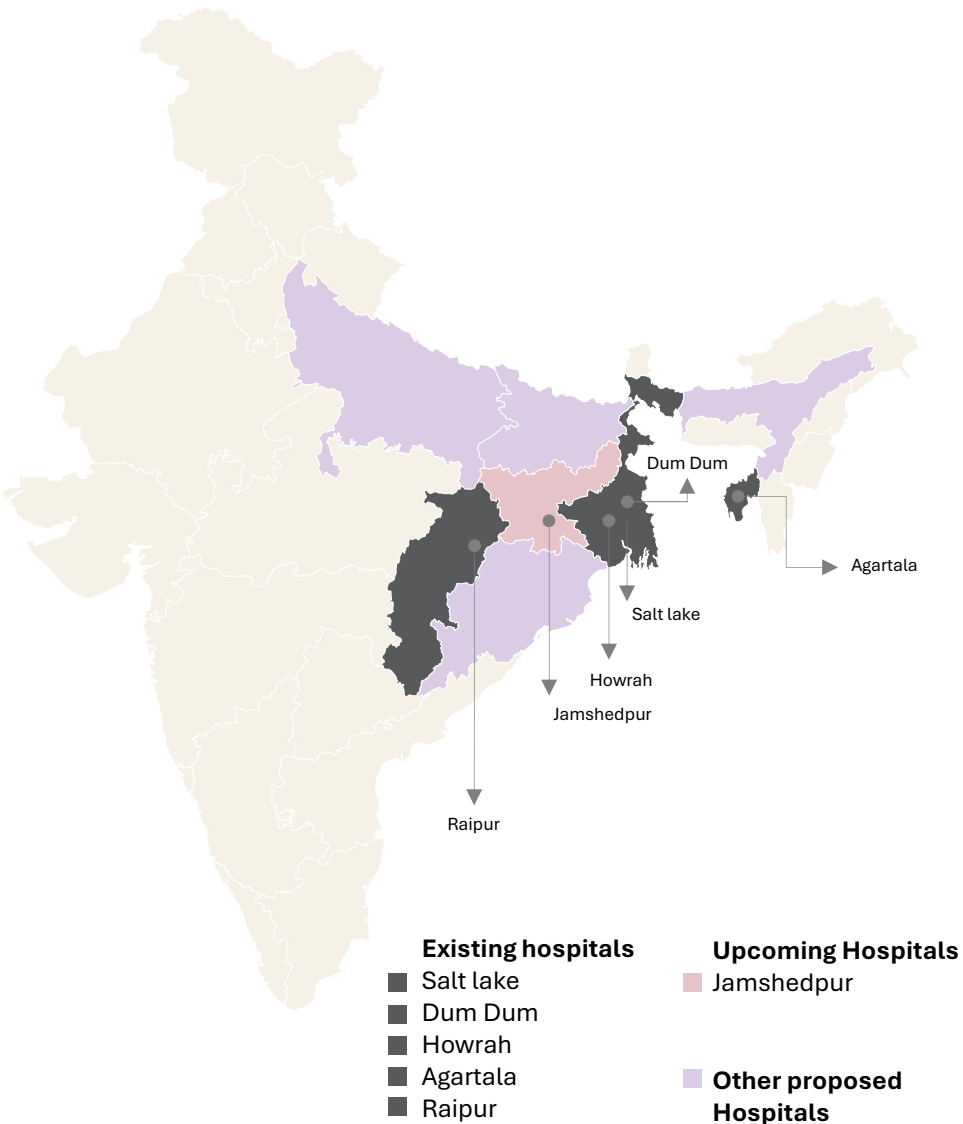 Dum Dum
Agartala
Salt lake
Howrah
Jamshedpur
Raipur
Existing hospitals
Salt lake
Dum Dum
Howrah
Agartala
Raipur
Upcoming Hospitals
Jamshedpur
Other proposed
Hospitals